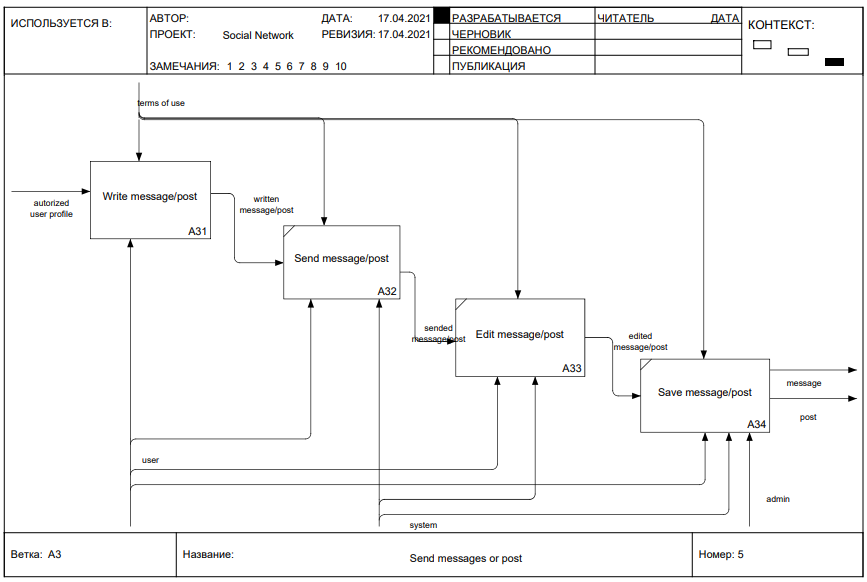 ИСПОЛЬЗУЕТСЯ В:
АВТОР:
ДАТА: 17.04.2021
ПРОЕКТ: Social Network
РЕВИЗИЯ: 17.04.2021
ЗАМЕЧАНИЯ: 1 2 3 4 5 6 7 8 9 10
РАЗРАБАТЫВАЕТСЯ
ЧЕРНОВИК
РЕКОМЕНДОВАНО
ПУБЛИКАЦИЯ
ЧИТАТЕЛЬ
ДАТА
КОНТЕКСТ:
terms of use
autorized
user profile
Write message/post
A31
written
message/post
Send message/post
A32
sended
message/post
Edit message/post
A33
edited
message/post
Save message/post
A34
message
post
user
system
admin
Ветка: A3
Название:
Send messages or post
Номер: 5